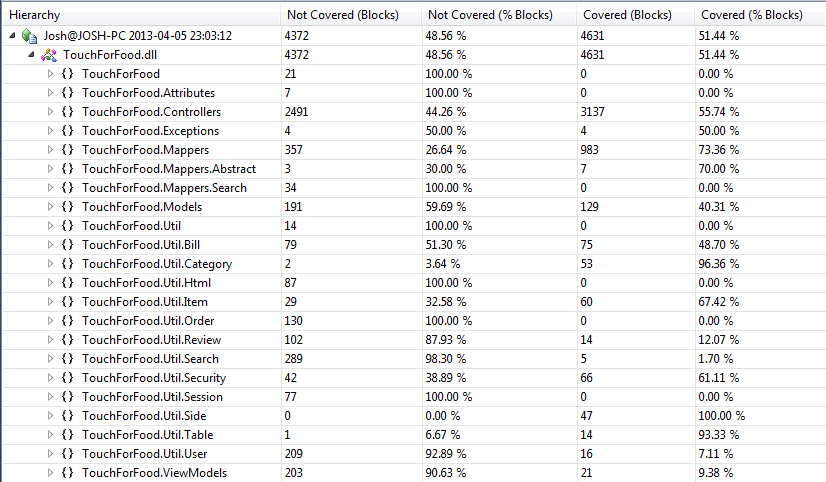 Hierarchy Not Covered (Blocks) Not Covered (% Blocks) Covered (Blocks) Covered (% Blocks)
Josh@JOSH-PC 2013-04-05 23:03:12 4372 48.56 % 4631 51.44 %
TouchForFood.dll 4372 48.56 % 4631 51.44 %
{} TouchForFood 21 100.00 % 0 0.00 %
{} TouchForFood.Attributes 7 100.00 % 0 0.00 %
{} TouchForFood.Controllers 2491 44.26 % 3137 55.74 %
{} TouchForFood.Exceptions 4 50.00 % 4 50.00 %
{} TouchForFood.Mappers 357 26.64 % 983 73.36 %
{} TouchForFood.Mappers.Abstract 3 30.00 % 7 70.00 %
{} TouchForFood.Mappers.Search 34 100.00 % 0 0.00 %
{} TouchForFood.Models 191 59.69 % 129 40.31 %
{} TouchForFood.Util 14 100.00 % 0 0.00 %
{} TouchForFood.Util.Bill 79 51.30 % 75 48.70 %
{} TouchForFood.Util.Category 2 3.64 % 53 96.36 %
{} TouchForFood.Util.Html 87 100.00 % 0 0.00 %
{} TouchForFood.Util.Item 29 32.58 % 60 67.42 %
{} TouchForFood.Util.Order 130 100.00 % 0 0.00 %
{} TouchForFood.Util.Review 102 87.93 % 14 12.07 %
{} TouchForFood.Util.Search 289 98.30 % 5 1.70 %
{} TouchForFood.Util.Security 42 38.89 % 66 61.11 %
{} TouchForFood.Util.Session 77 100.00 % 0 0.00 %
{} TouchForFood.Util.Side 0 0.00 % 47 100.00 %
{} TouchForFood.Util.Table 1 6.67 % 14 93.33 %
{} TouchForFood.Util.User 209 92.89 % 16 7.11 %
{} TouchForFood.ViewModels 203 90.63 % 21 9.38 %